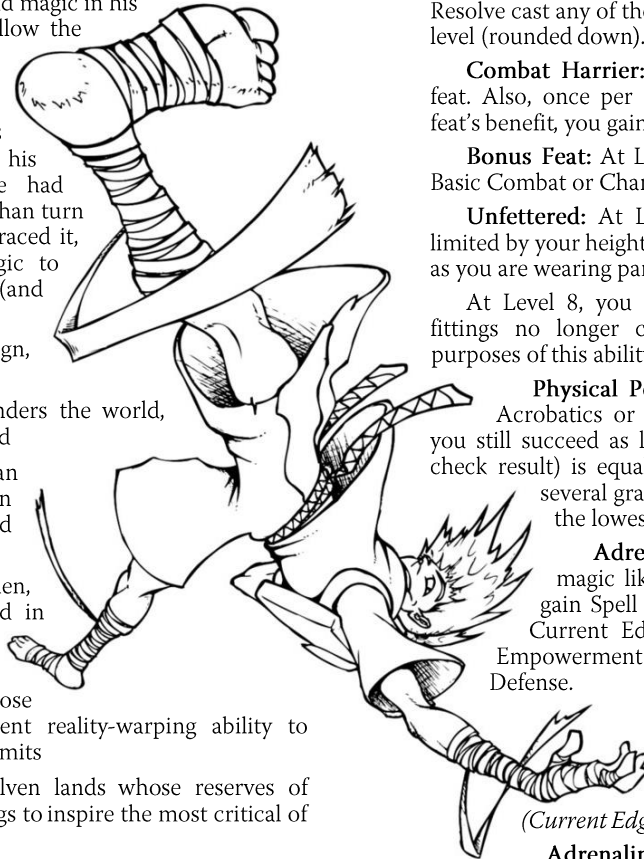 d magic in his
llow the
his
e had
han turn
raced it,
gic to
(and
gn,
nders the world,
d
an
n
d
en,
d in
ose
ent reality-warping ability to
mits
lven lands whose reserves of
gs to inspire the most critical of
Resolve cast any of the
level (rounded down).
Combat Harrier:
feat. Also, once per
feat's benefit, you gain
Bonus Feat: At L
Basic Combat or Chan
Unfettered: At L
limited by your height
as you are wearing par
At Level 8, you
fittings no longer c
purposes of this abilit
Physical Pe
Acrobatics or
you still succeed as l
check result) is equa
several gra
the lowes
Adre
magic lik
gain Spell
Current Ed
Empowerment
Defense.
(Current Edg
Adrenalin